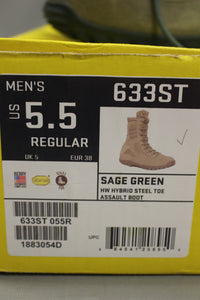 MEN'S
633ST
US 5.5
REGULAR
UK 5 EUR 38
SAGE GREEN
HW HYBRID STEEL TOE
ASSAULT BOOT
633ST 055R
1883054D
UPC